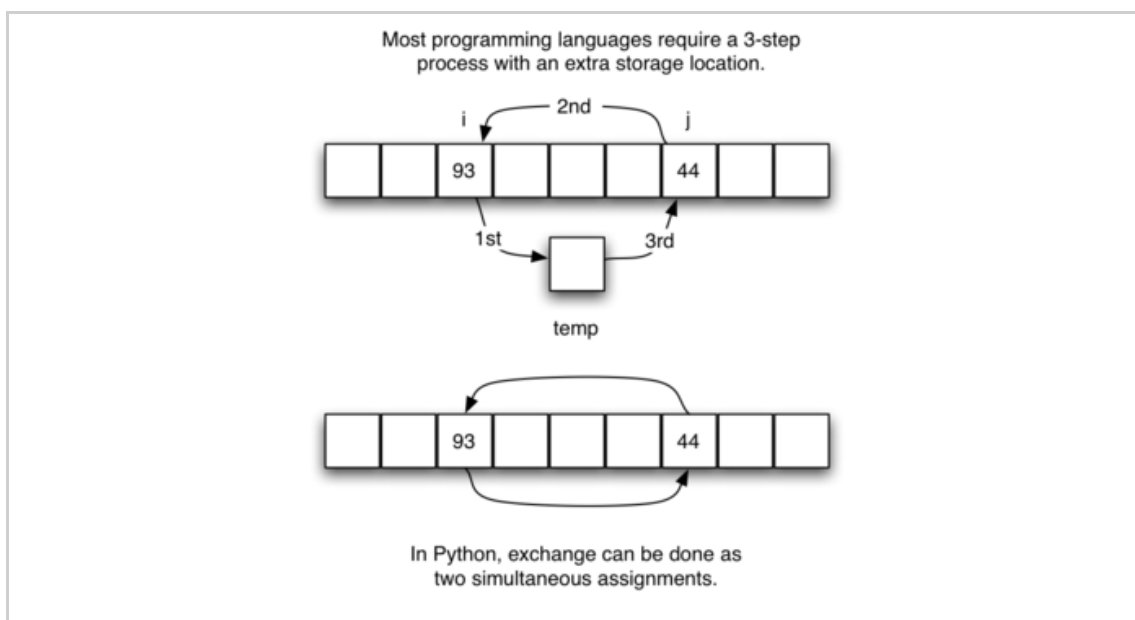 Most programming languages require a 3-step
process with an extra storage location.
2nd
i
j
93
44
1st
3rd
temp
93
44
In Python, exchange can be done as
two simultaneous assignments.